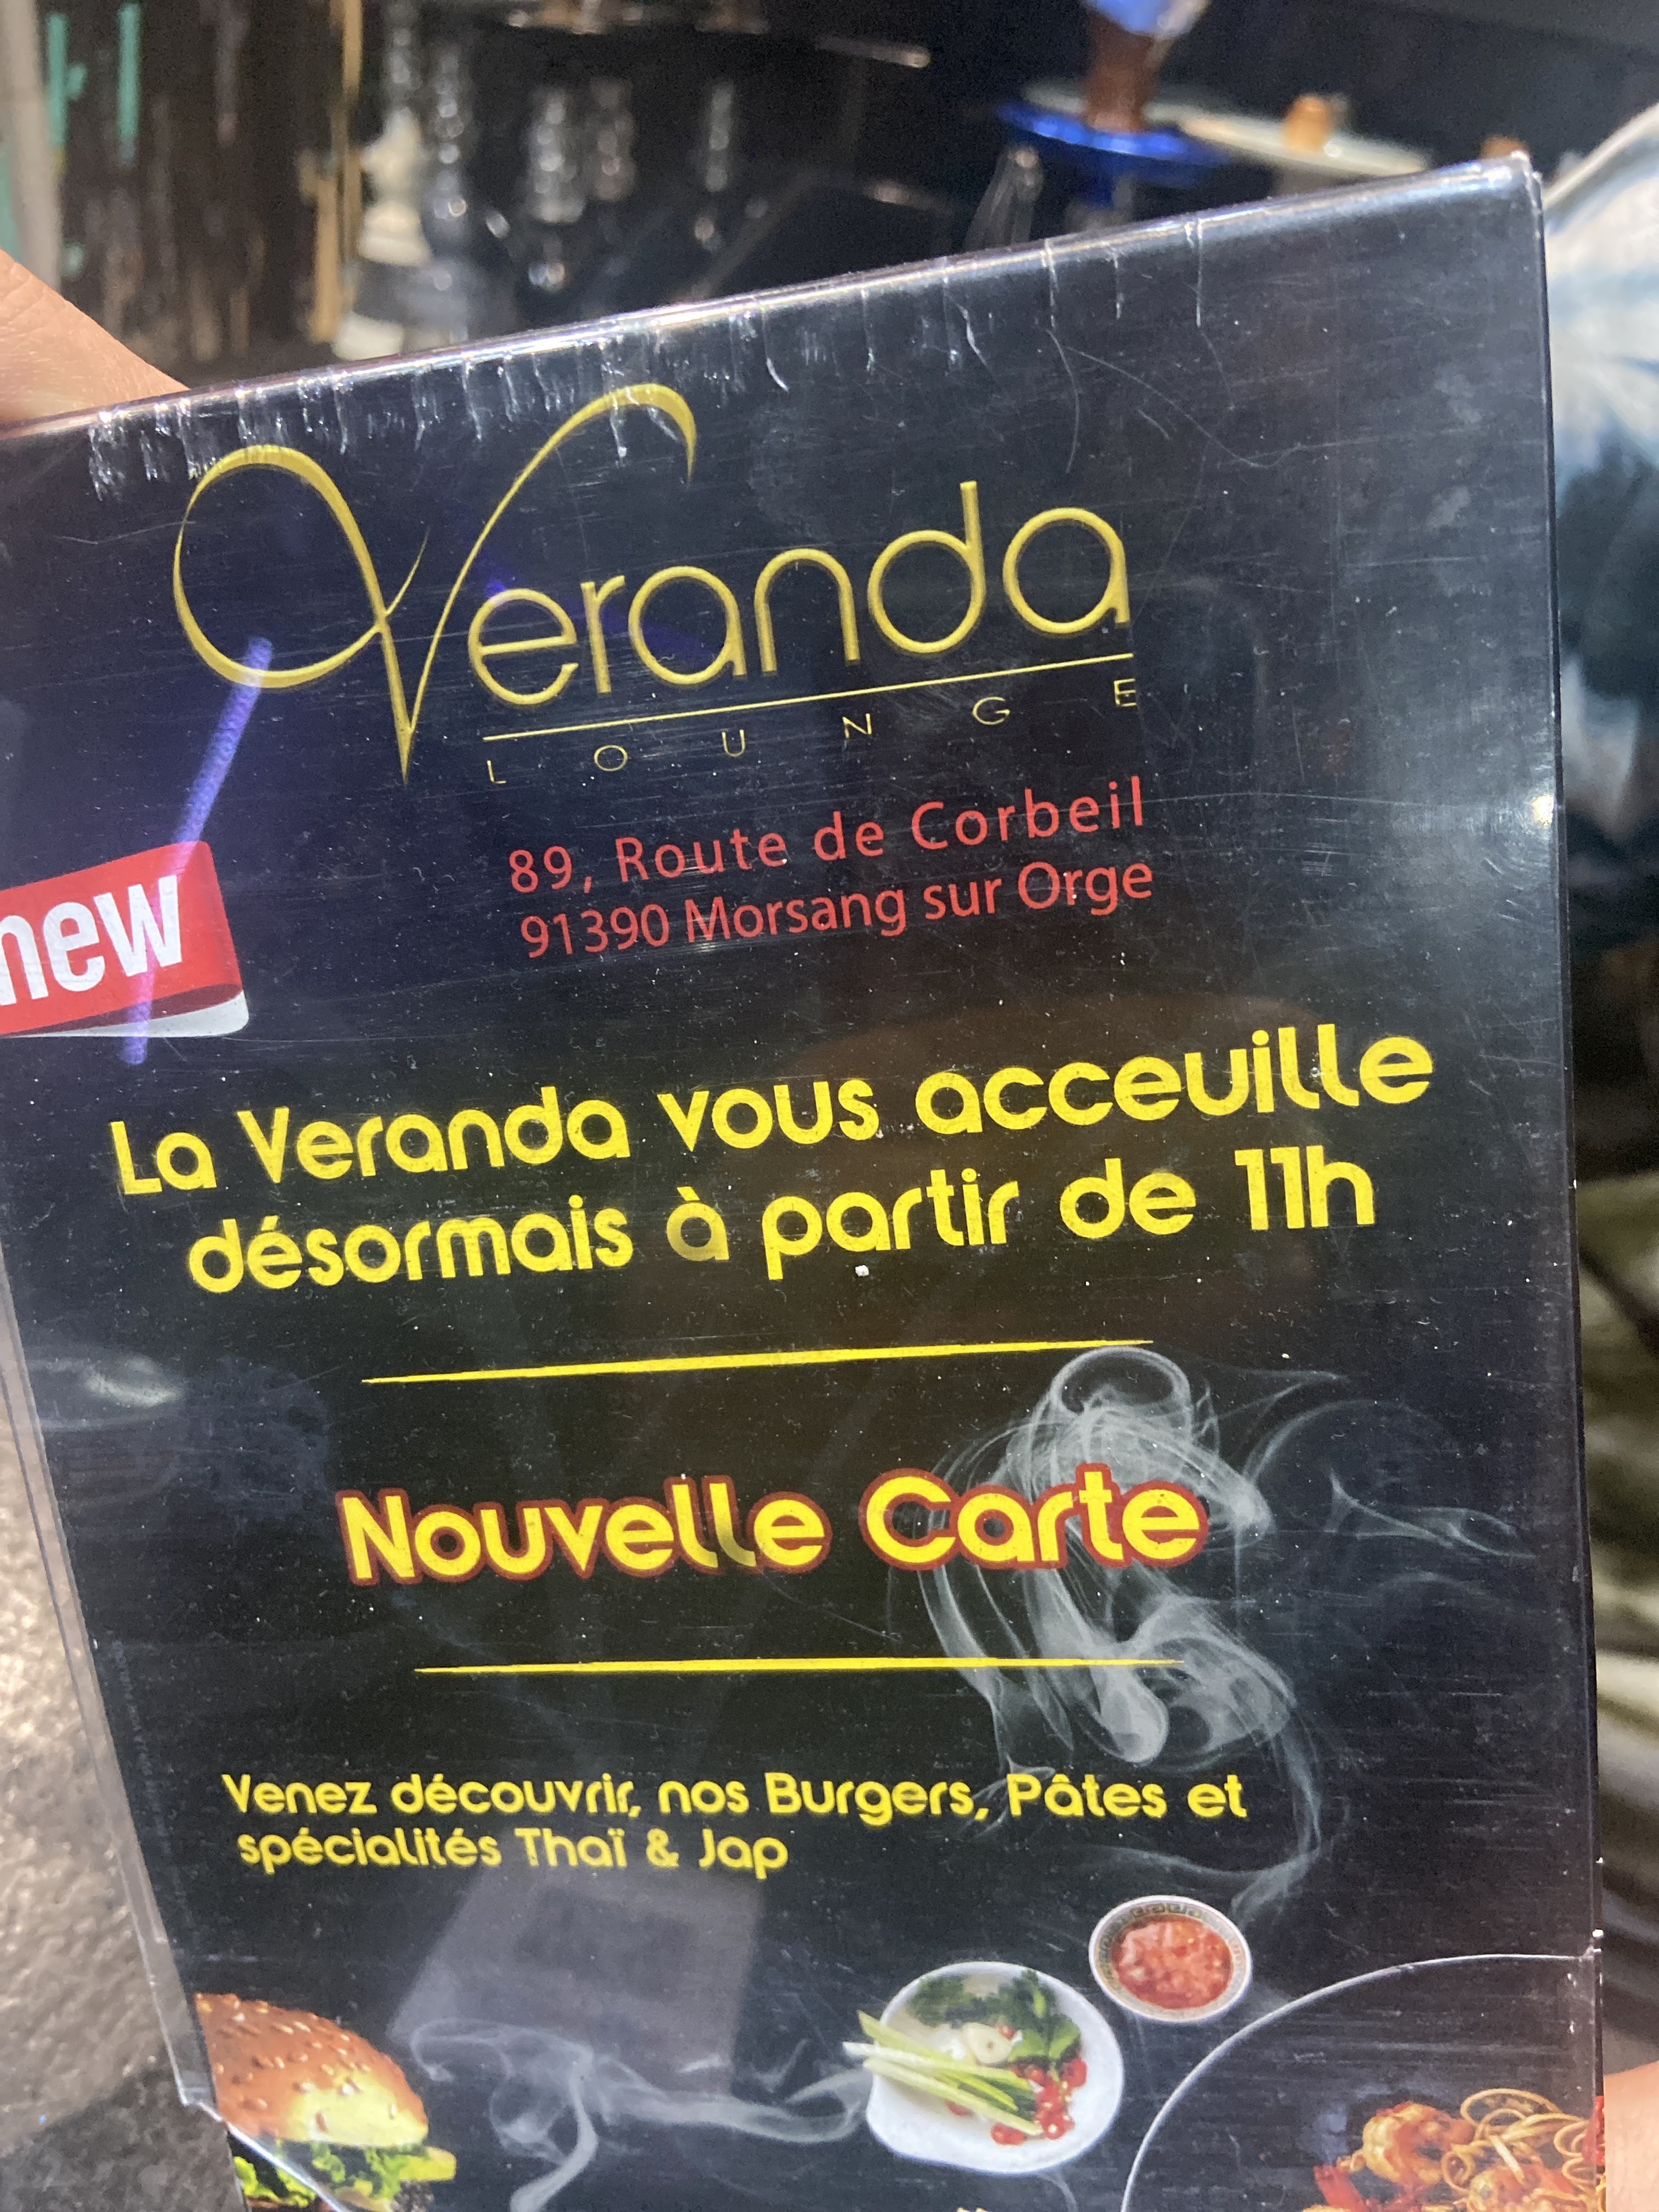 Veranda
LOUNGE
89, Route de Corbeil
91390 Morsang sur Orge
new
La Veranda vous acceuille
désormais à partir de 11h
Nouvelle Carte
Venez découvrir, nos Burgers, Pâtes et
spécialités Thaï & Jap